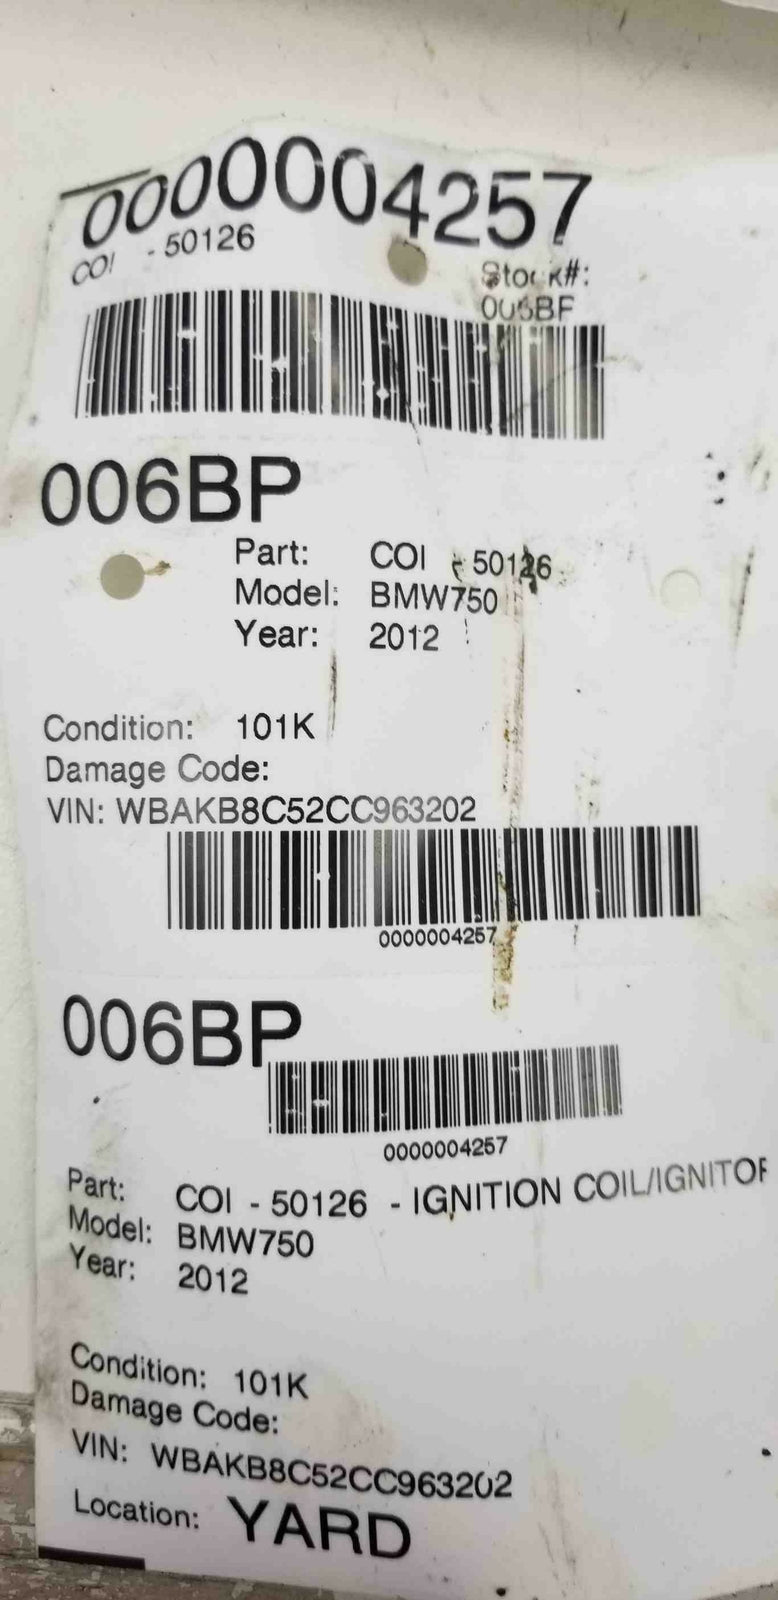 0000004257
COI - 50126
Stock#:
006BP
006BP
Part: COI - 50126
Model: BMW750
Year: 2012
Condition: 101K
Damage Code:
VIN: WBAKB8C52CC963202
0000004257
006BP
0000004257
Part: COI - 50126 - IGNITION COIL/IGNITOR
Model: BMW750
Year: 2012
Condition: 101K
Damage Code:
VIN: WBAKB8C52CC963202
Location: YARD